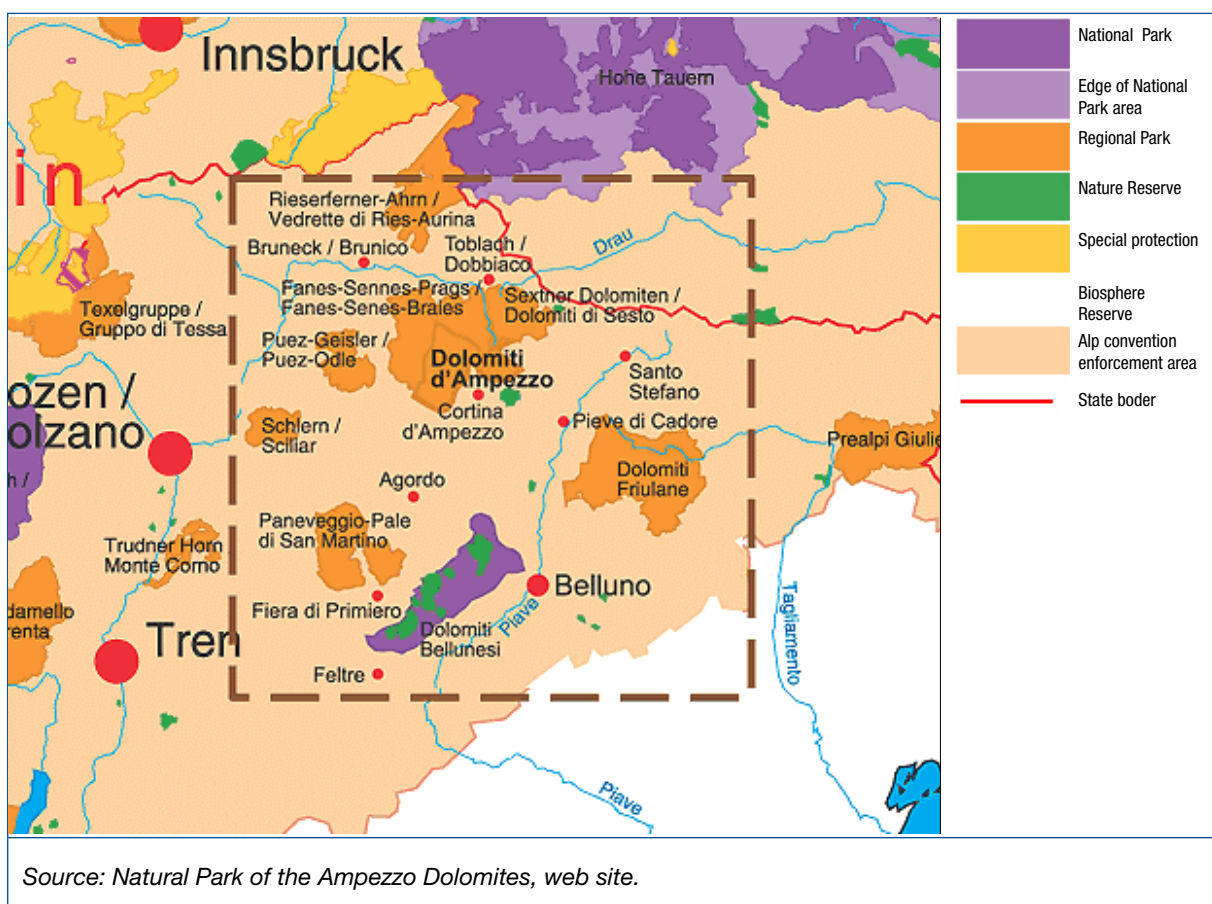 Innsbruck
Hohe Tauern
in
Rieserferner-Ahrn /
Vedrette di Ries-Aurina
Bruneck / Brunico
Toblach /
Dobbiaco
Drau
Fanes-Sennes-Prags /
Fanes-Senes-Braies
Sextner Dolomiten /
Dolomiti di Sesto
Texelgruppe /
Gruppo di Tessa
Puez-Geisler /
Puez-Odle
Dolomiti
d'Ampezzo
Santo
Stefano
ozen /
olzano
Cortina
d'Ampezzo
Schlern /
Sciliar
Pieve di Cadore
Prealpi Giulie
h /
Agordo
Dolomiti
Friulane
Paneveggio-Pale
di San Martino
Trudner Horn
Monte Corno
Belluno
Fiera di Primiero
Piave
Tagliamento
damello
renta
Tren
Dolomiti
Bellunesi
Feltre
Piave
National Park
Edge of National
Park area
Regional Park
Nature Reserve
Special protection
Biosphere
Reserve
Alp convention
enforcement area
State boder
Source: Natural Park of the Ampezzo Dolomites, web site.